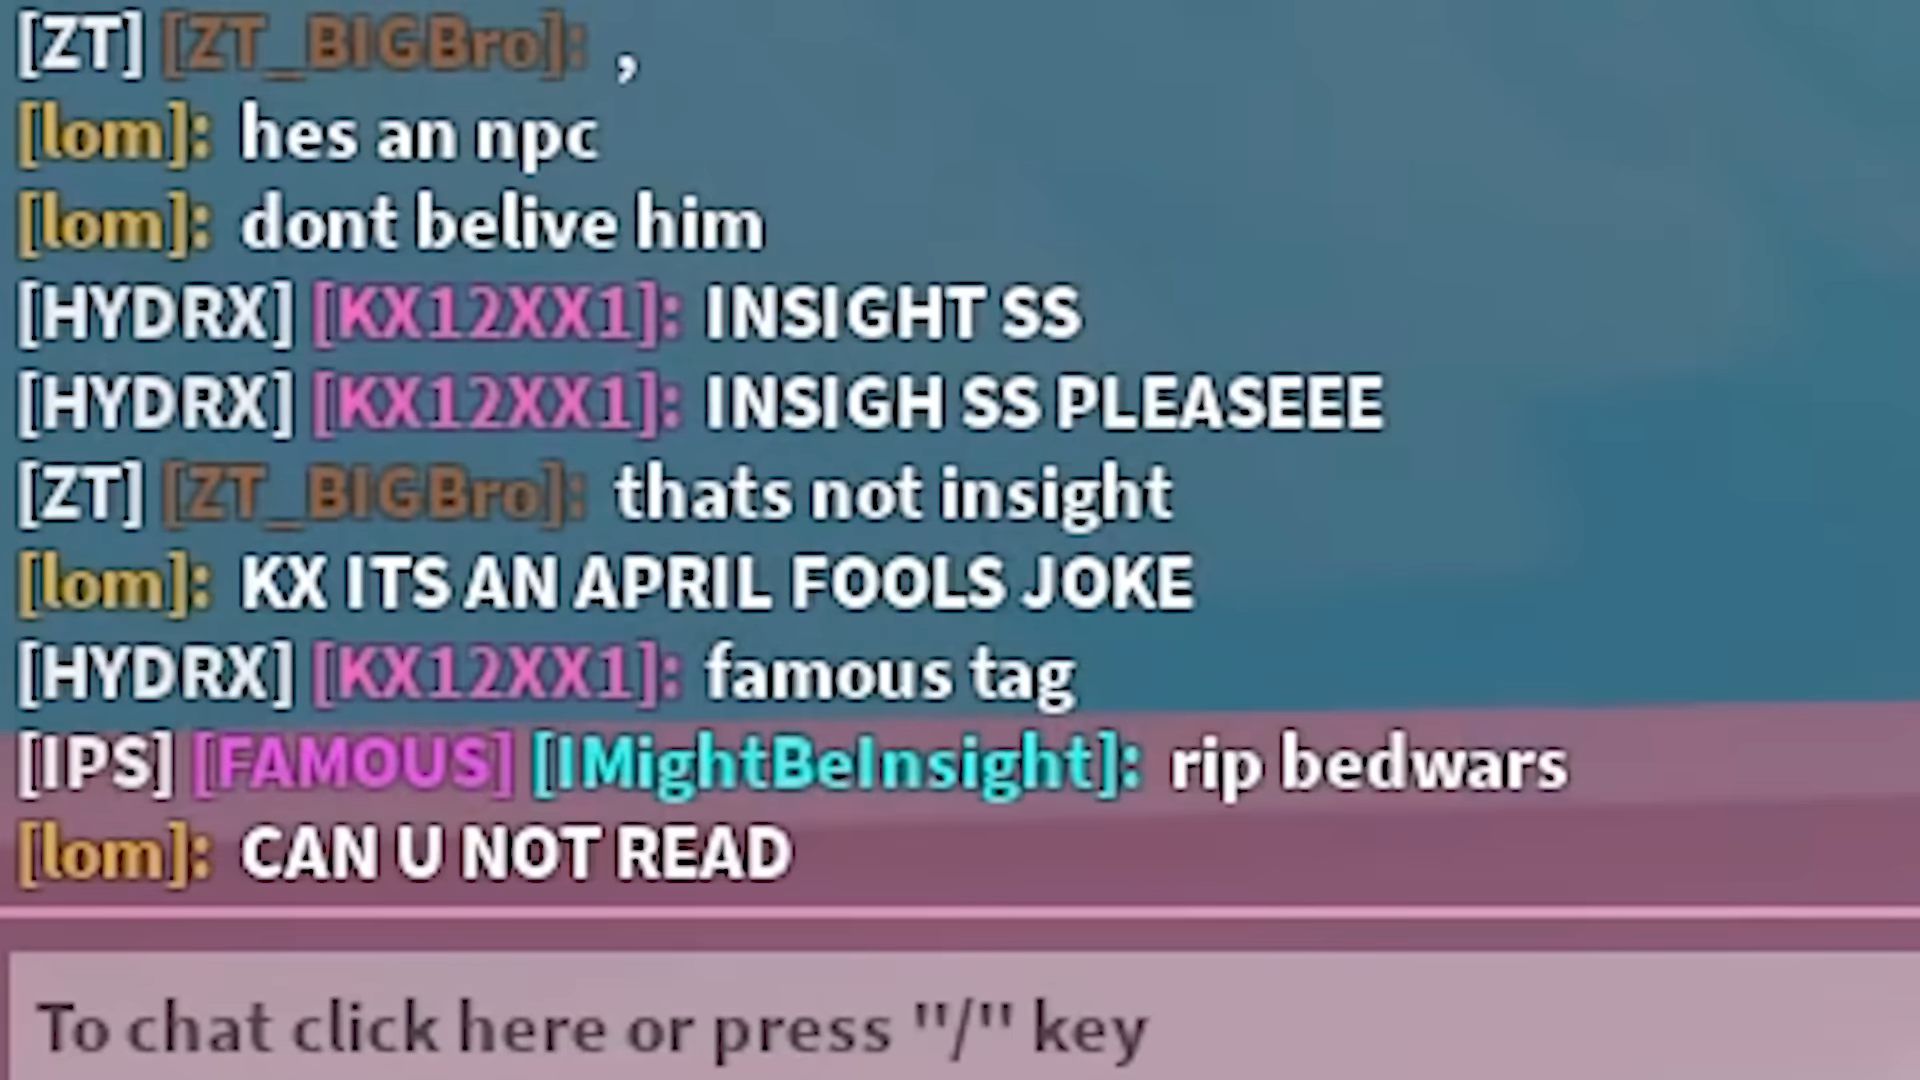 [ZT] [ZT_BIGBro]: ,
[lom]: hes an npc
[lom]: dont belive him
[HYDRX] [KX12XX1]: INSIGHT SS
[HYDRX] [KX12XX1]: INSIGH SS PLEASEEE
[ZT] [ZT_BIGBro]: thats not insight
[lom]: KX ITS AN APRIL FOOLS JOKE
[HYDRX] [KX12XX1]: famous tag
[IPS] [FAMOUS] [IMightBeInsight]: rip bedwars
[lom]: CAN U NOT READ
To chat click here or press "/" key